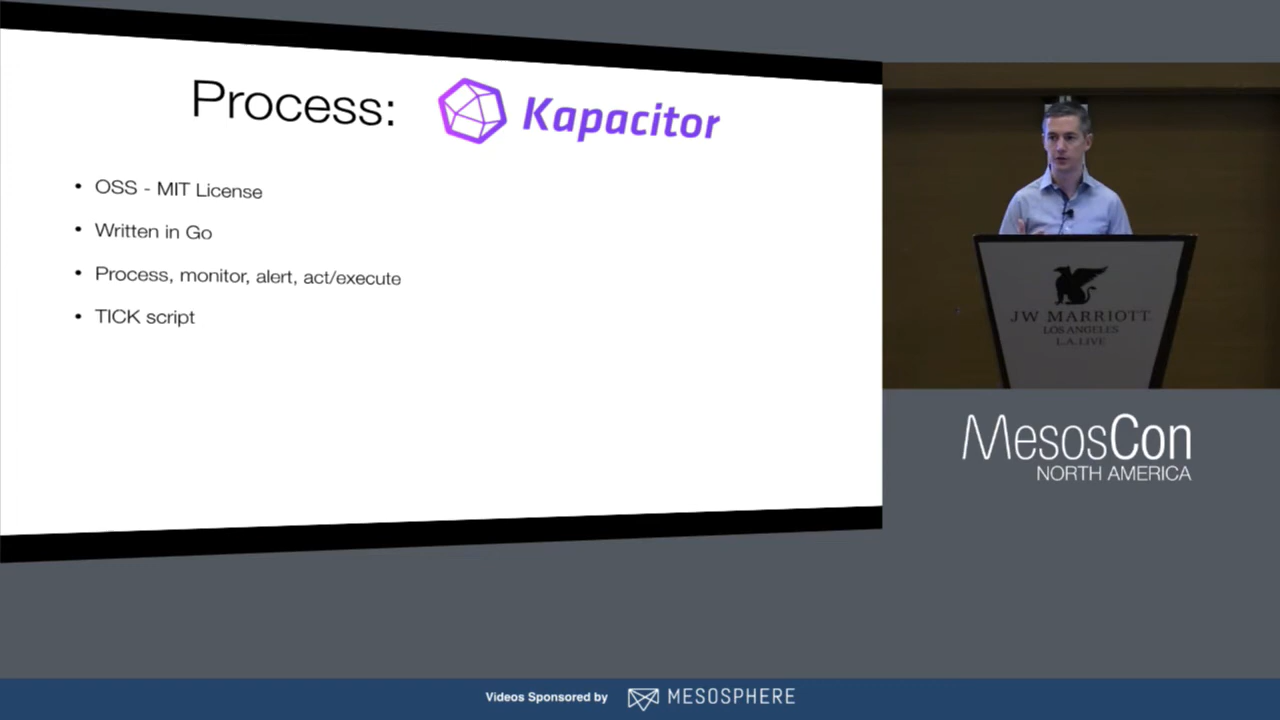 Process: Kapacitor
• OSS - MIT License
• Written in Go
• Process, monitor, alert, act/execute
• TICK script
JW MARRIOTT
LOS ANGELES
L.A. LIVE
MesosCon
NORTH AMERICA
Videos Sponsored by MESOSPHERE